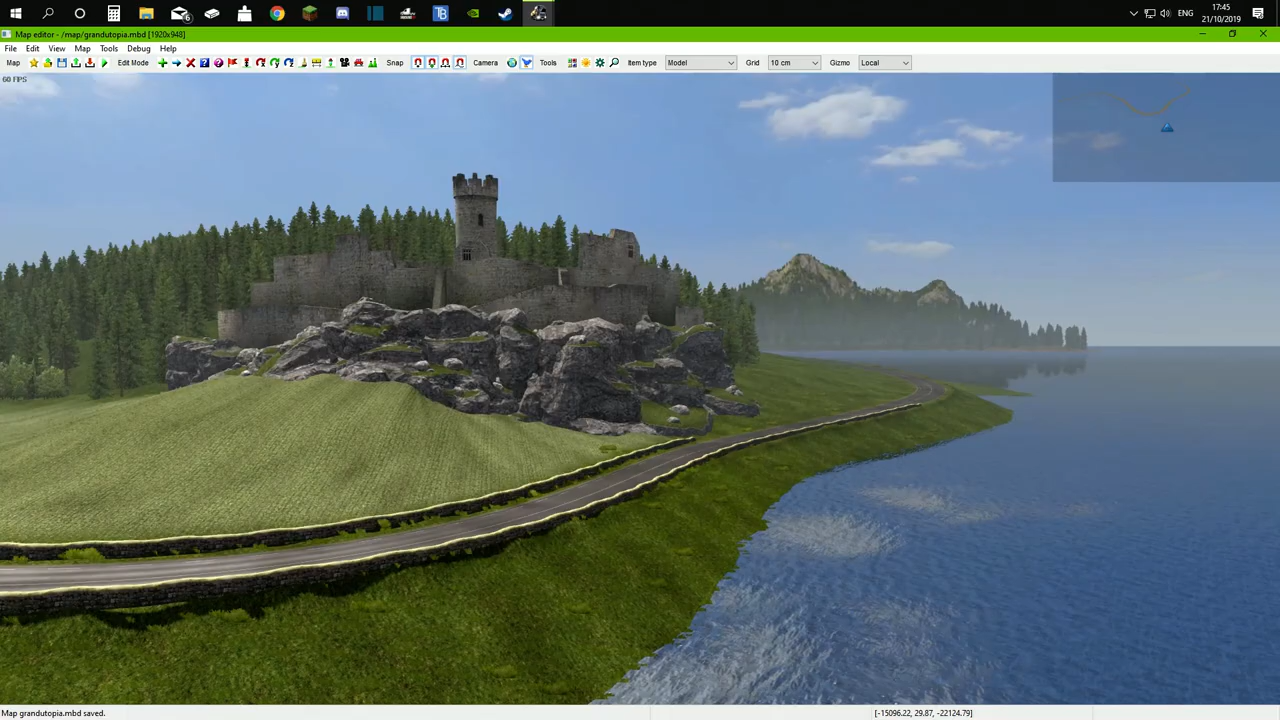 6
ENG
17:45
21/10/2019
Map editor - /map/grandutopia.mbd [1920x948]
File Edit View Map Tools Debug Help
Map Edit Mode Snap Camera Tools Item type Model Grid 10 cm Gizmo Local
60 FPS
Map grandutopia.mbd saved.
[-15096.22, 29.87, -22124.79]